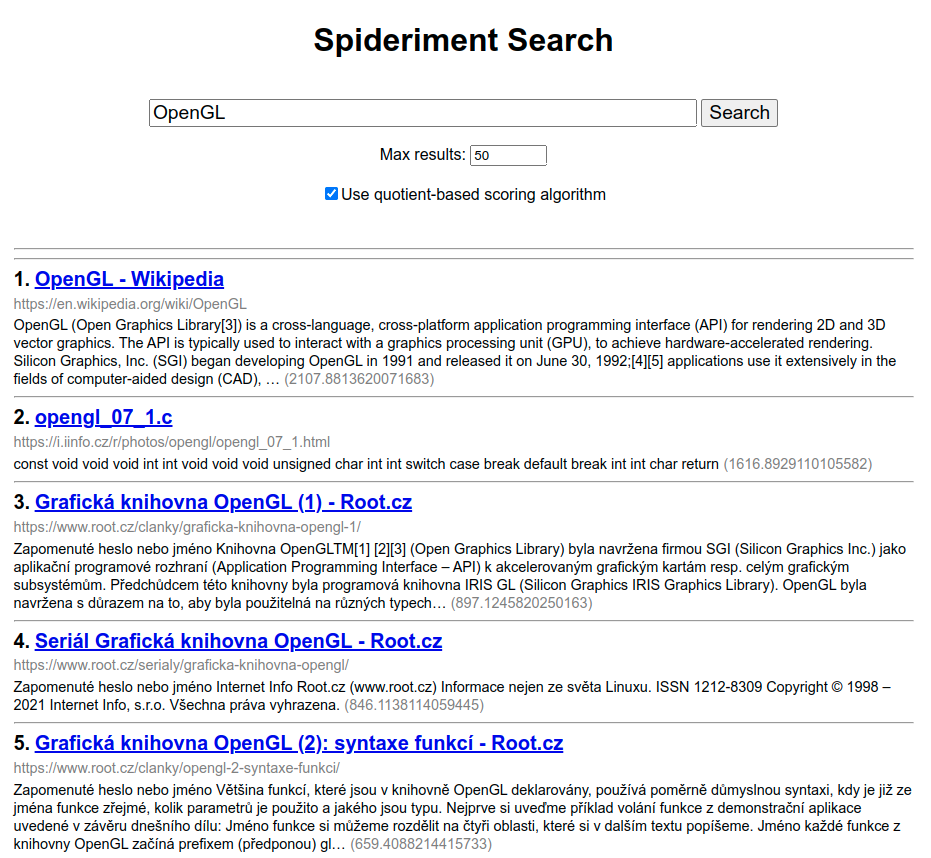 Spideriment Search
OpenGL Search
Max results: 50
Use quotient-based scoring algorithm
1. OpenGL - Wikipedia
https://en.wikipedia.org/wiki/OpenGL
OpenGL (Open Graphics Library[3]) is a cross-language, cross-platform application programming interface (API) for rendering 2D and 3D
vector graphics. The API is typically used to interact with a graphics processing unit (GPU), to achieve hardware-accelerated rendering.
Silicon Graphics, Inc. (SGI) began developing OpenGL in 1991 and released it on June 30, 1992;[4][5] applications use it extensively in the
fields of computer-aided design (CAD), … (2107.8813620071683)
2. opengl_07_1.c
https://i.iinfo.cz/r/photos/opengl/opengl_07_1.html
const void void void int int void void void unsigned char int int switch case break default break int int char return (1616.8929110105582)
3. Grafická knihovna OpenGL (1) - Root.cz
https://www.root.cz/clanky/graficka-knihovna-opengl-1/
Zapomenuté heslo nebo jméno Knihovna OpenGLTM[1] [2][3] (Open Graphics Library) byla navržena firmou SGI (Silicon Graphics Inc.) jako
aplikační programové rozhraní (Application Programming Interface – API) k akcelerovaným grafickým kartám resp. celým grafickým
subsystémům. Předchůdcem této knihovny byla programová knihovna IRIS GL (Silicon Graphics IRIS Graphics Library). OpenGL byla
navržena s důrazem na to, aby byla použitelná na různých typech… (897.1245820250163)
4. Seriál Grafická knihovna OpenGL - Root.cz
https://www.root.cz/serialy/graficka-knihovna-opengl/
Zapomenuté heslo nebo jméno Internet Info Root.cz (www.root.cz) Informace nejen ze světa Linuxu. ISSN 1212-8309 Copyright © 1998 –
2021 Internet Info, s.r.o. Všechna práva vyhrazena. (846.1138114059445)
5. Grafická knihovna OpenGL (2): syntaxe funkcí - Root.cz
https://www.root.cz/clanky/opengl-2-syntaxe-funkci/
Zapomenuté heslo nebo jméno Většina funkcí, které jsou v knihovně OpenGL deklarovány, používá poměrně důmyslnou syntaxi, kdy je již ze
jména funkce zřejmé, kolik parametrů je použito a jakého jsou typu. Nejprve si uveďme příklad volání funkce z demonstrační aplikace
uvedené v závěru dnešního dílu: Jméno funkce si můžeme rozdělit na čtyři oblasti, které si v dalším textu popíšeme. Jméno každé funkce z
knihovny OpenGL začíná prefixem (předponou) gl… (659.4088214415733)